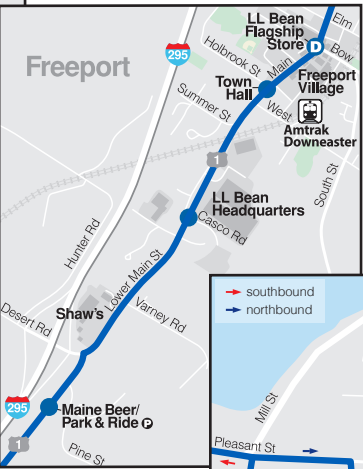 LL Bean
Flagship
Store
D
Elm
Bow
Holbrook St
Main
295
Freeport
Town
Hall
Freeport
Village
Summer St
West
Amtrak
Downeaster
1
South St
LL Bean
Headquarters
Casco Rd
Hunter Rd
Lower Main St
southbound
northbound
Shaw's
Varney Rd
Desert Rd
Mill St
295
Maine Beer/
Park & Ride P
1
Pine St
Pleasant St